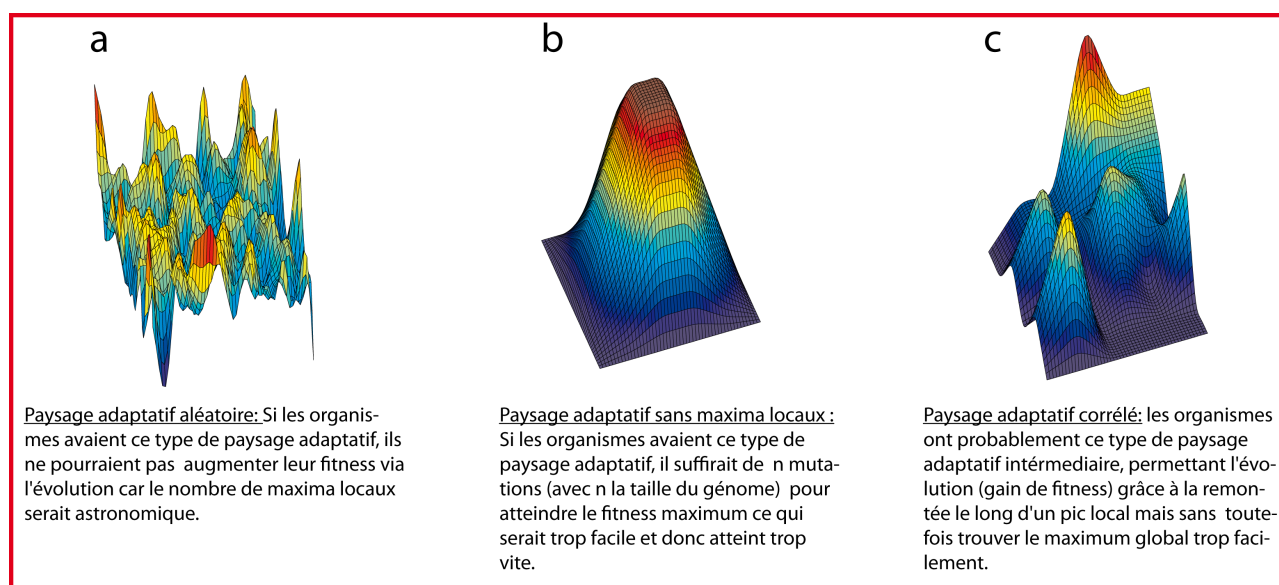 a
b
c
Paysage adaptatif aléatoire: Si les organis-
mes avaient ce type de paysage adaptatif, ils
ne pourraient pas  augmenter leur fitness via
l'évolution car le nombre de maxima locaux
serait astronomique.
Paysage adaptatif sans maxima locaux :
Si les organismes avaient ce type de
paysage adaptatif, il suffirait de  n muta-
tions (avec n la taille du génome)  pour
atteindre le fitness maximum ce qui
serait trop facile et donc atteint trop
vite.
Paysage adaptatif corrélé: les organismes
ont probablement ce type de paysage
adaptatif intérmediaire, permettant l'évo-
lution (gain de fitness) grâce à la remon-
tée le long d'un pic local mais sans  toute-
fois trouver le maximum global trop faci-
lement.